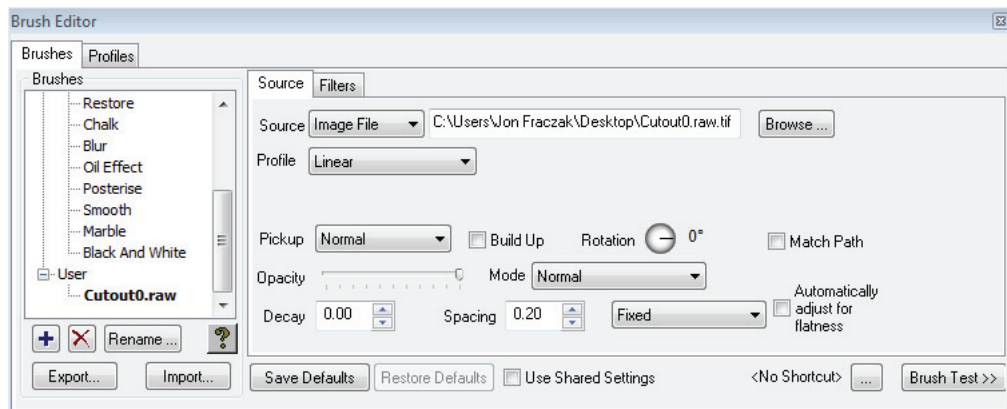 Brush Editor
Brushes Profiles
Brushes
Restore
Chalk
Blur
Oil Effect
Posterise
Smooth
Marble
Black And White
User
Cutout0.raw
Rename ...
?
Export... Import...
Source Filters
Source Image File C:\Users\Jon Fraczak\Desktop\Cutout0.raw.tif Browse ...
Profile Linear
Pickup Normal Build Up Rotation 0° Match Path
Opacity Mode Normal
Decay 0.00 Spacing 0.20 Fixed Automatically
adjust for
flatness
Save Defaults Restore Defaults Use Shared Settings <No Shortcut> ... Brush Test >>